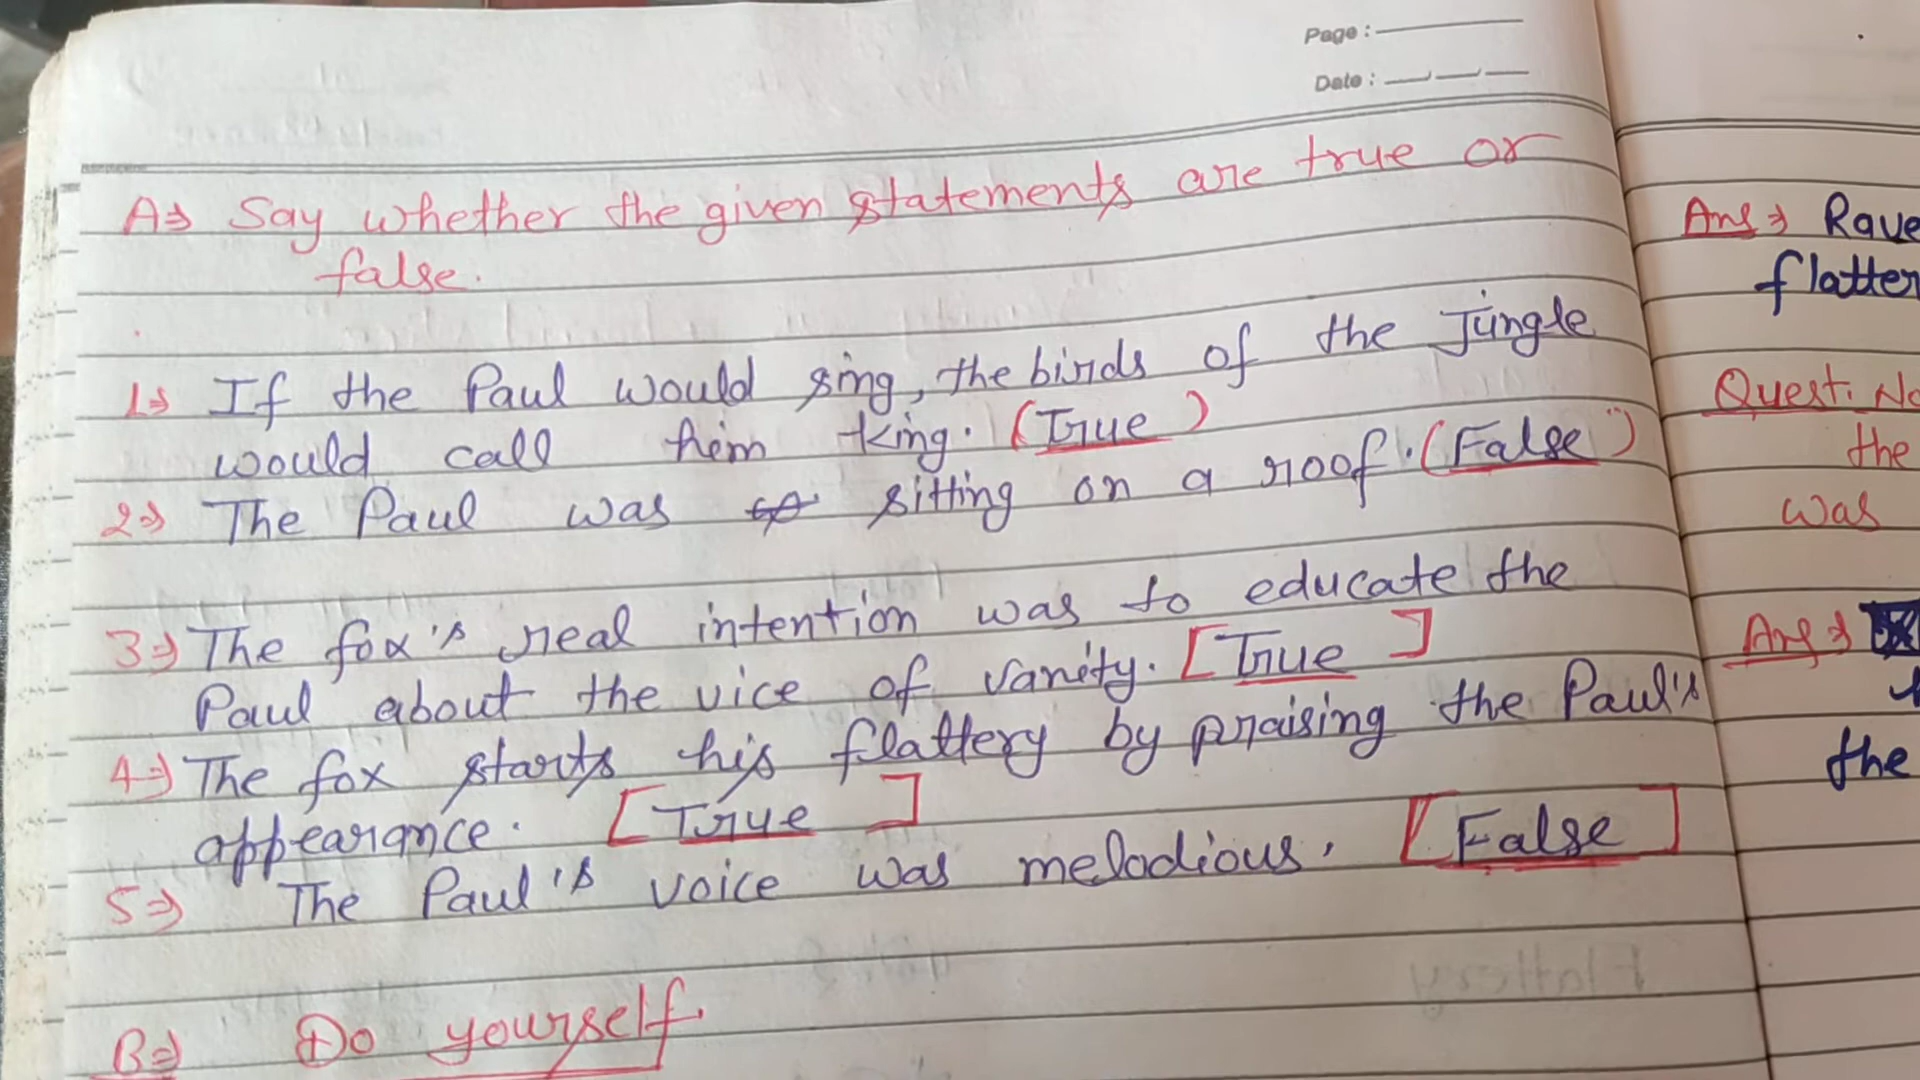 Page :
Date :
A⇒ Say whether the given statements are true or
false.
1⇒ If the Paul would sing, the birds of the Jungle
would call him king. (True)
2⇒ The Paul was sitting on a roof. (False)
3⇒ The fox's real intention was to educate the
Paul about the vice of vanity. [True]
4⇒ The fox starts his flattery by praising the Paul's
appearance. [True]
5⇒ The Paul's voice was melodious. [False]
B⇒ Do yourself.
Ans⇒ Rave
flatter
Quest. No
the
was
Ans⇒
the